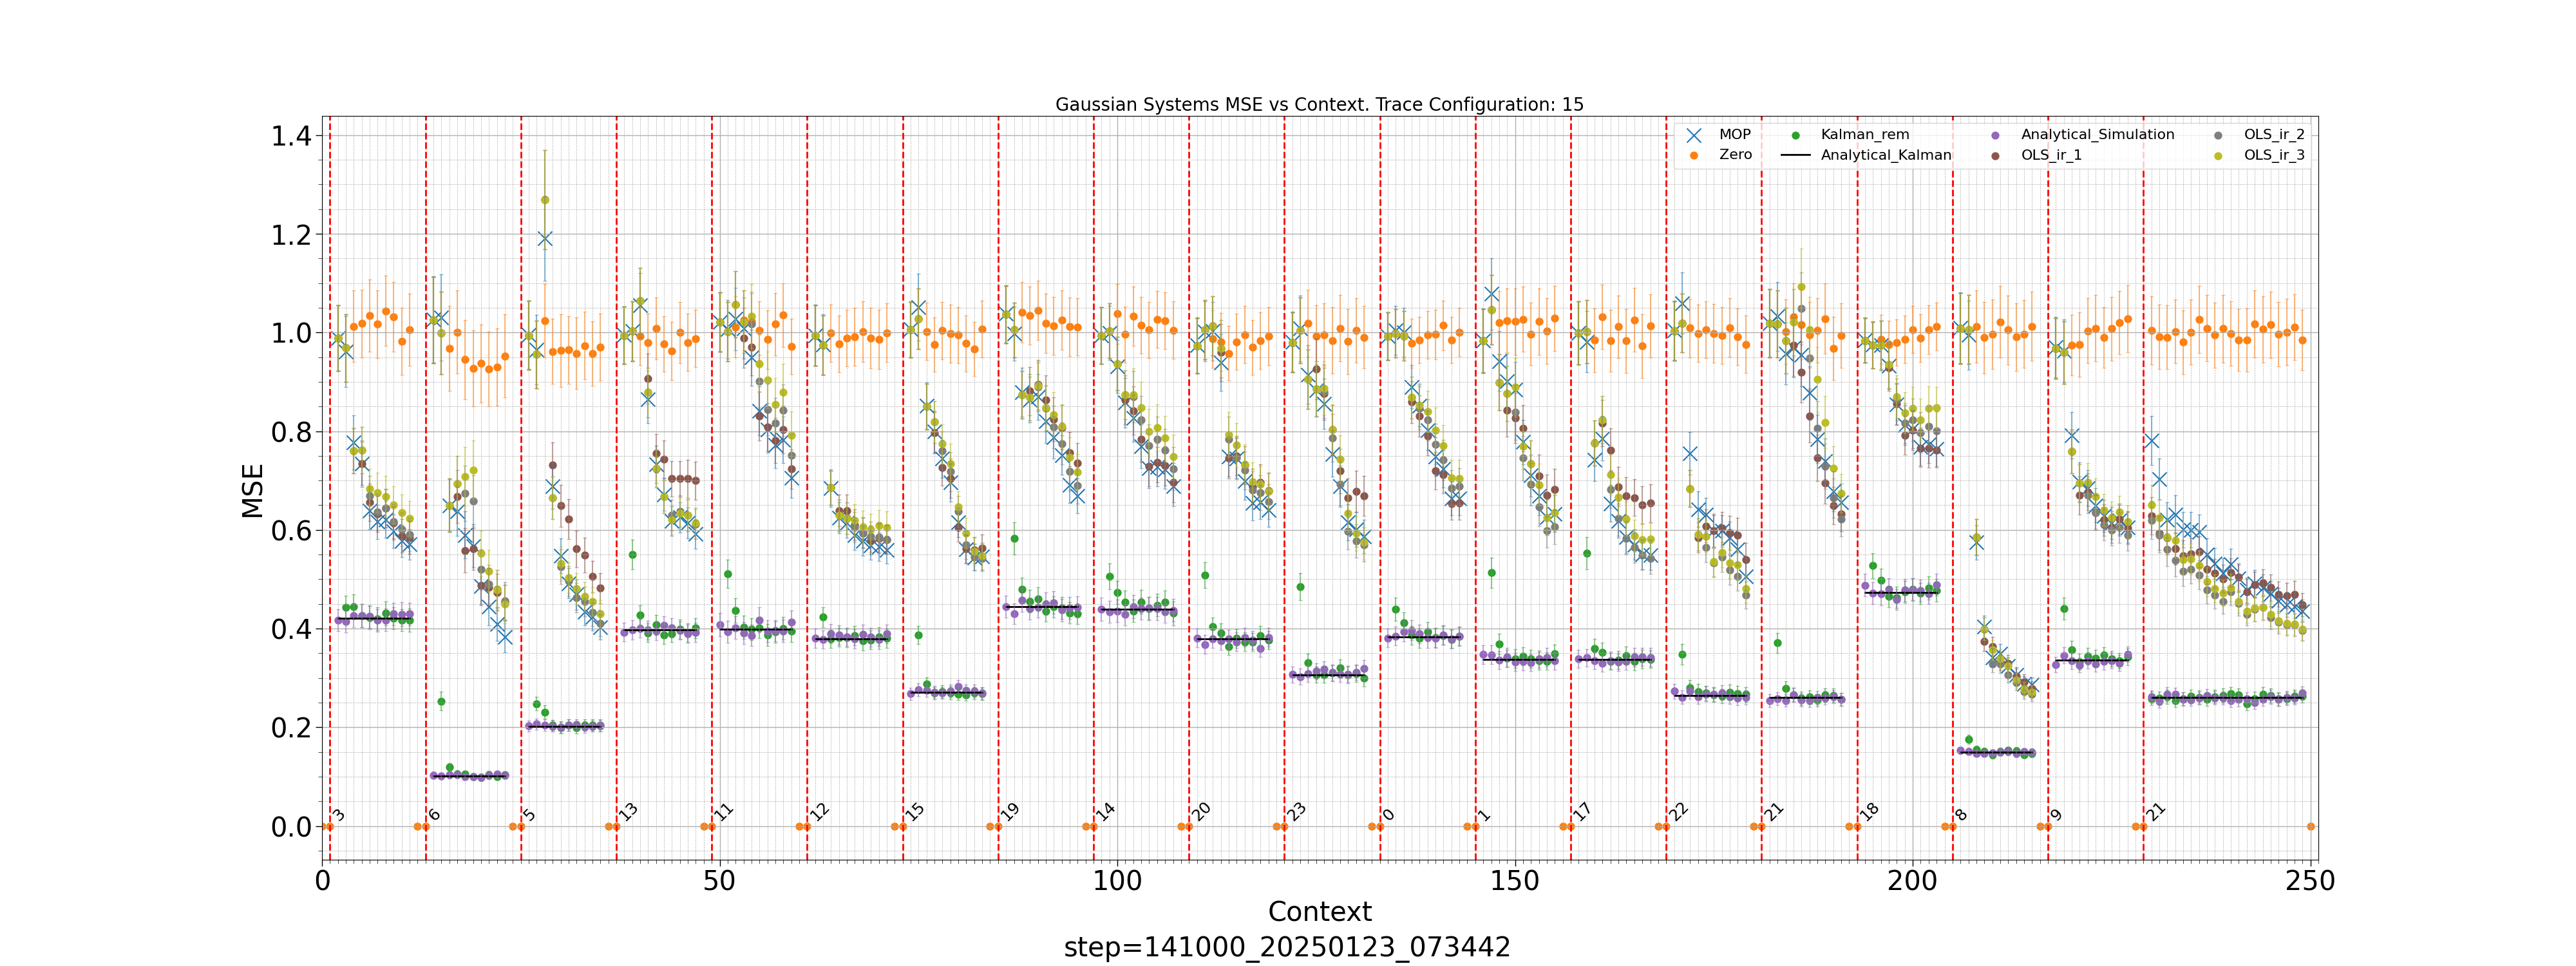 Gaussian Systems MSE vs Context. Trace Configuration: 15
MOP
Zero
Kalman_rem
Analytical_Kalman
Analytical_Simulation
OLS_ir_1
OLS_ir_2
OLS_ir_3
MSE
1.4
1.2
1.0
0.8
0.6
0.4
0.2
0.0
3 6 5 13 11 12 15 19 14 20 23 0 1 17 22 21 18 8 9 21
0 50 100 150 200 250
Context
step=141000_20250123_073442